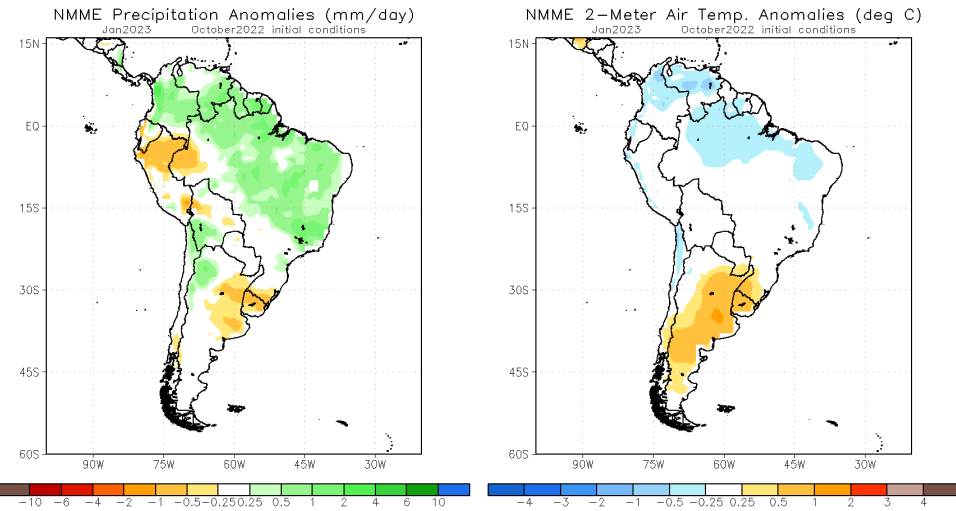 NMME Precipitation Anomalies (mm/day)
Jan2023 October2022 initial conditions
15N
EQ
15S
30S
45S
60S
90W 75W 60W 45W 30W
-10 -6 -4 -2 -1 -0.5 -0.25 0.25 0.5 1 2 4 6 10
NMME 2-Meter Air Temp. Anomalies (deg C)
Jan2023 October2022 initial conditions
15N
EQ
15S
30S
45S
60S
90W 75W 60W 45W 30W
-4 -3 -2 -1 -0.5 -0.25 0.25 0.5 1 2 3 4